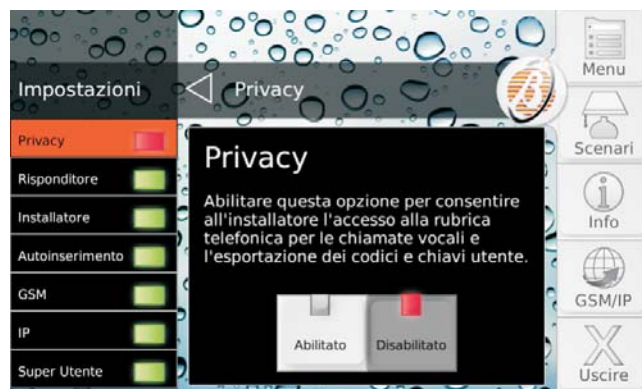 Impostazioni
Privacy
Privacy
Risponditore
Installatore
Autoinserimento
GSM
IP
Super Utente
Privacy
Abilitare questa opzione per consentire
all'installatore l'accesso alla rubrica
telefonica per le chiamate vocali e
l'esportazione dei codici e chiavi utente.
Abilitato
Disabilitato
Menu
Scenari
Info
GSM/IP
Uscire